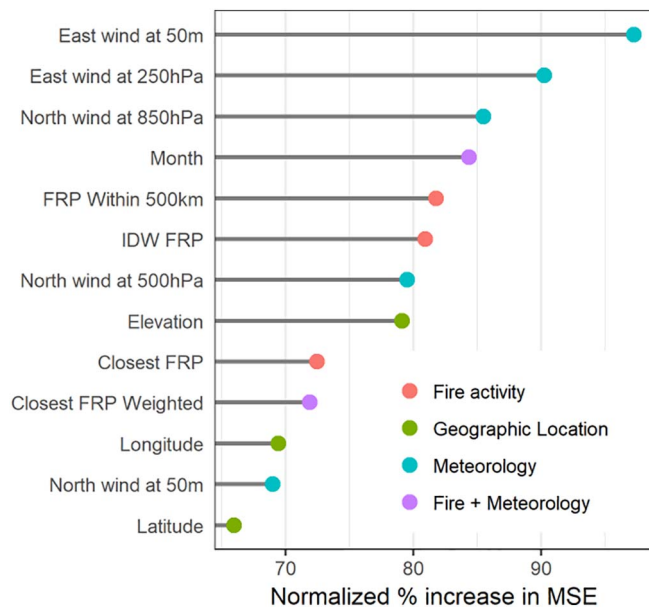 East wind at 50m
East wind at 250hPa
North wind at 850hPa
Month
FRP Within 500km
IDW FRP
North wind at 500hPa
Elevation
Closest FRP
Closest FRP Weighted
Longitude
North wind at 50m
Latitude
Fire activity
Geographic Location
Meteorology
Fire + Meteorology
70 80 90
Normalized % increase in MSE